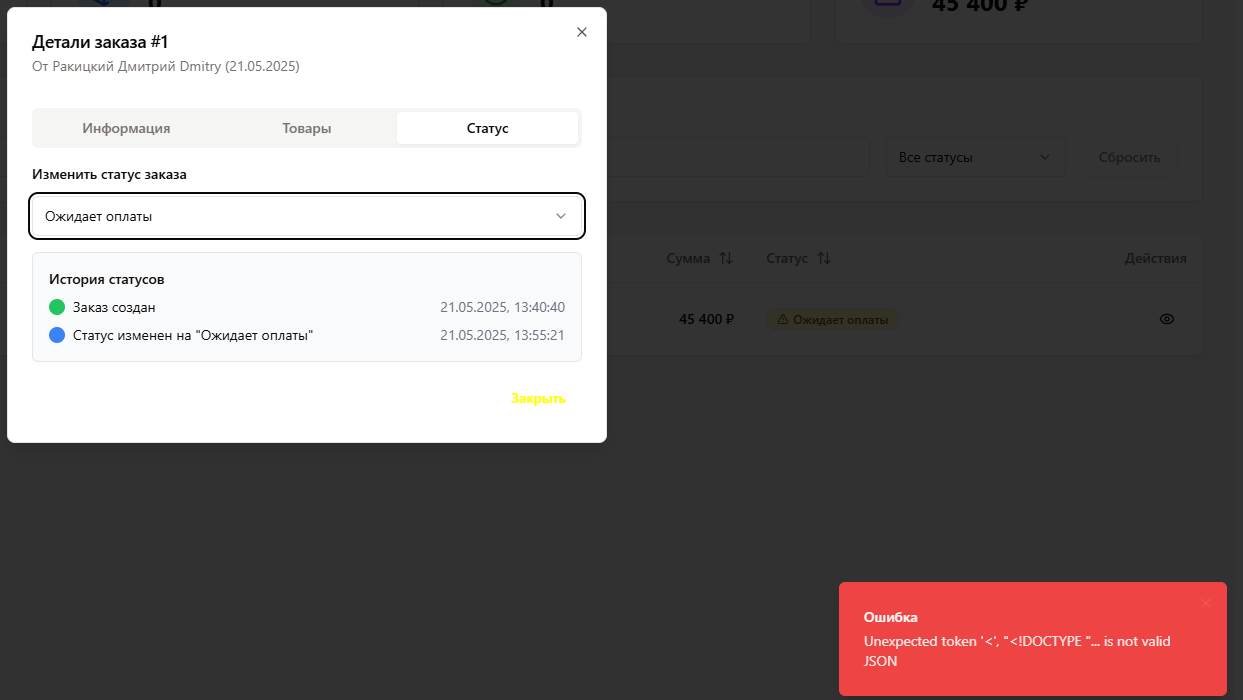 45 400 ₽
Детали заказа #1
От Ракицкий Дмитрий Dmitry (21.05.2025)
Информация Товары Статус
Все статусы Сбросить
Изменить статус заказа
Ожидает оплаты
Сумма Статус Действия
История статусов
Заказ создан 21.05.2025, 13:40:40
45 400 ₽ Ожидает оплаты
Статус изменен на "Ожидает оплаты" 21.05.2025, 13:55:21
Закрыть
Ошибка
Unexpected token '<', "<!DOCTYPE "... is not valid
JSON